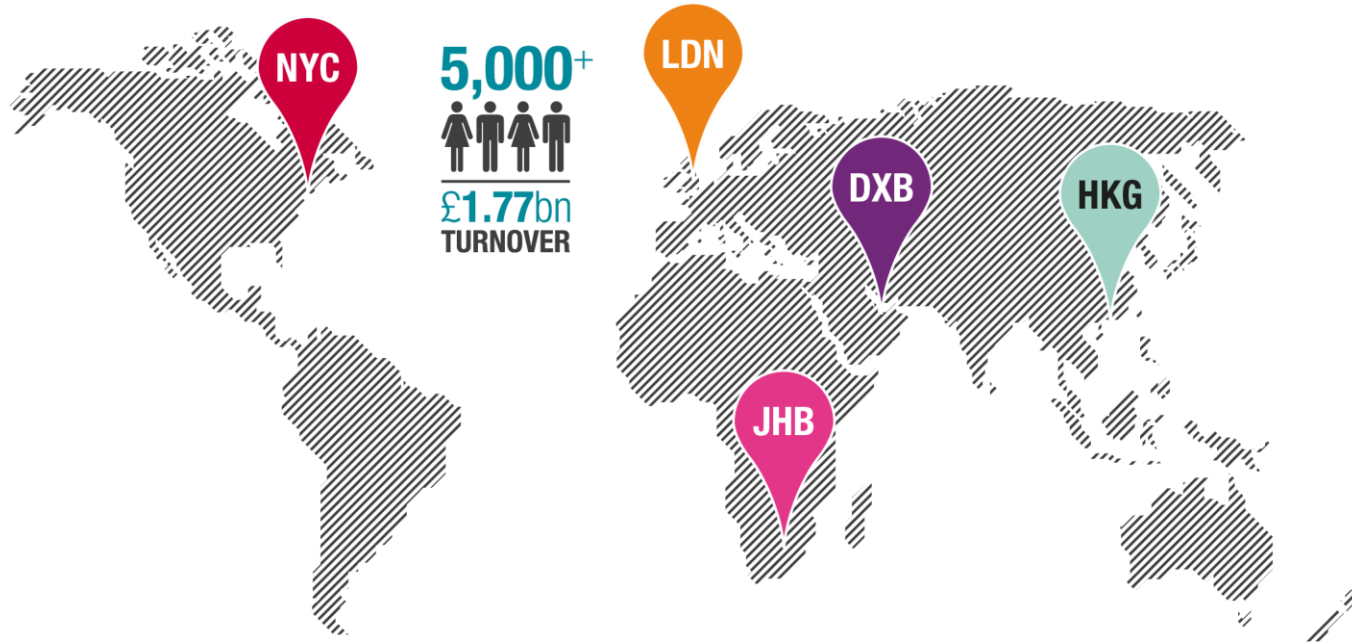 NYC
5,000+
£1.77bn
TURNOVER
LDN
DXB
HKG
JHB